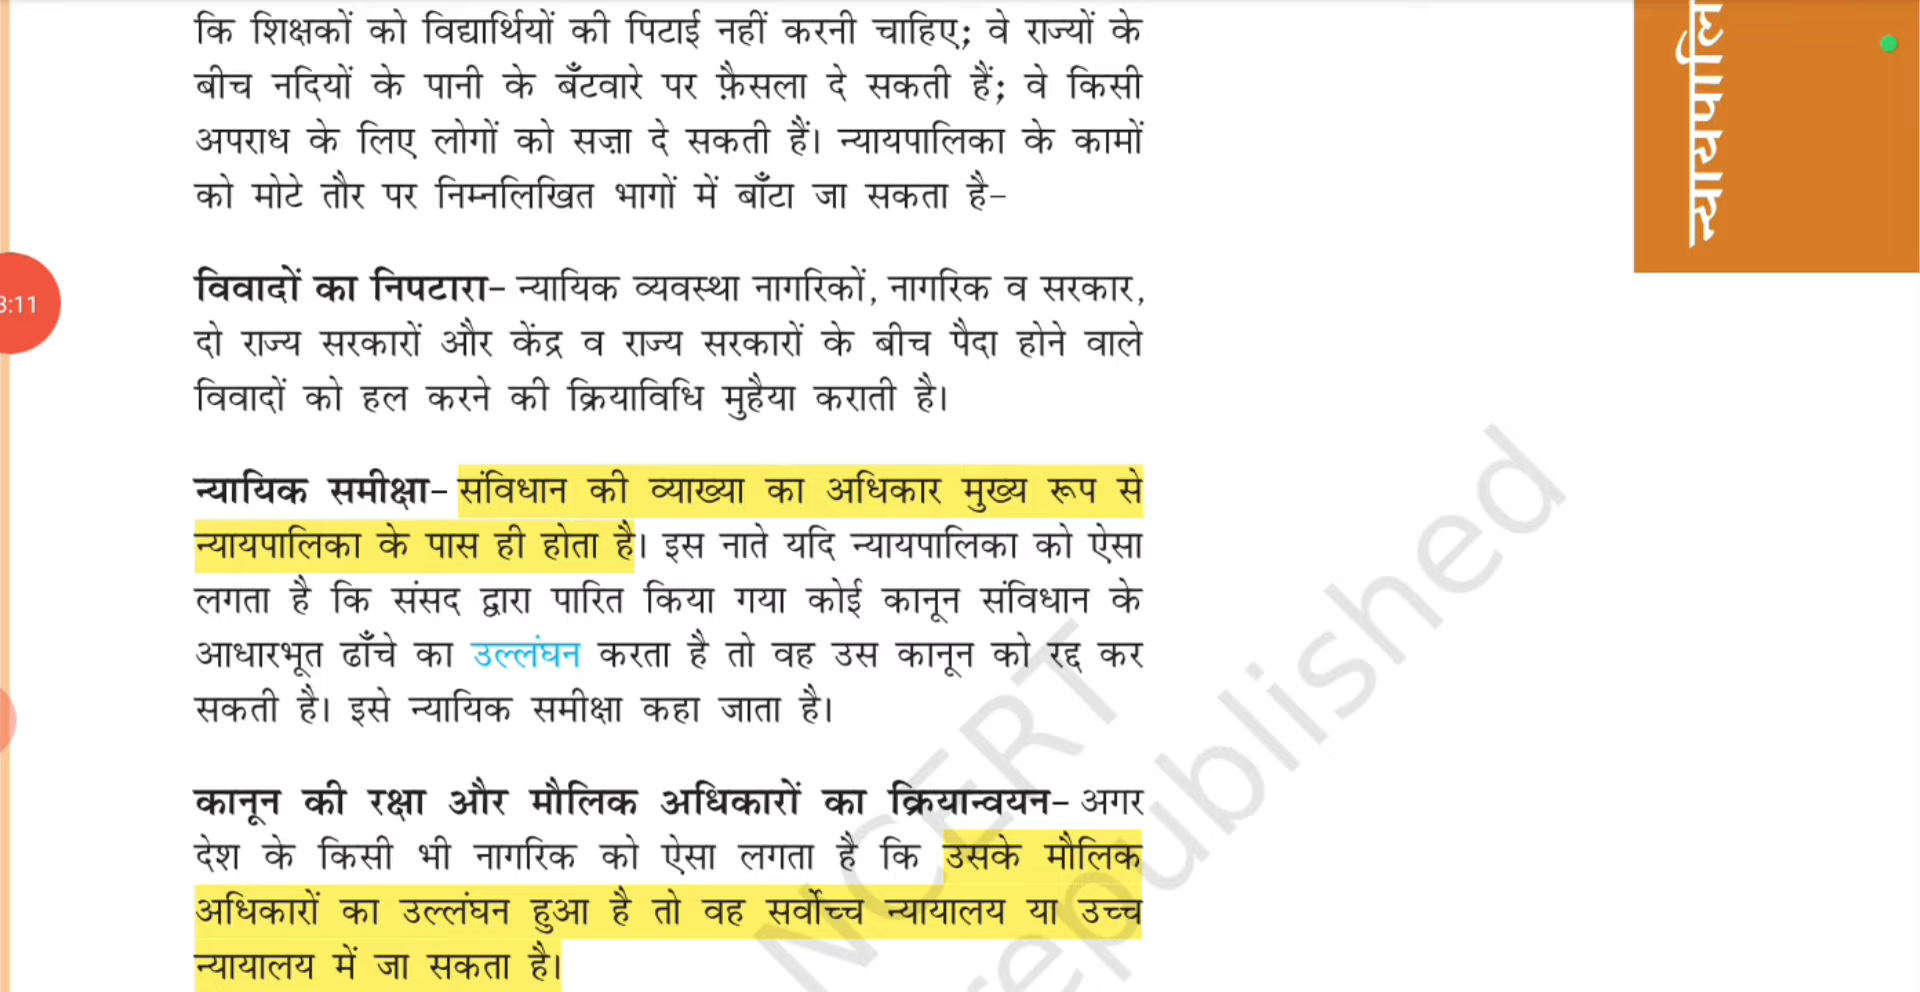 कि शिक्षकों को विद्यार्थियों की पिटाई नहीं करनी चाहिए; वे राज्यों के
बीच नदियों के पानी के बँटवारे पर फ़ैसला दे सकती हैं; वे किसी
अपराध के लिए लोगों को सज़ा दे सकती हैं। न्यायपालिका के कामों
को मोटे तौर पर निम्नलिखित भागों में बाँटा जा सकता है–
विवादों का निपटारा– न्यायिक व्यवस्था नागरिकों, नागरिक व सरकार,
दो राज्य सरकारों और केंद्र व राज्य सरकारों के बीच पैदा होने वाले
विवादों को हल करने की क्रियाविधि मुहैया कराती है।
न्यायिक समीक्षा– संविधान की व्याख्या का अधिकार मुख्य रूप से
न्यायपालिका के पास ही होता है। इस नाते यदि न्यायपालिका को ऐसा
लगता है कि संसद द्वारा पारित किया गया कोई कानून संविधान के
आधारभूत ढाँचे का उल्लंघन करता है तो वह उस कानून को रद्द कर
सकती है। इसे न्यायिक समीक्षा कहा जाता है।
कानून की रक्षा और मौलिक अधिकारों का क्रियान्वयन– अगर
देश के किसी भी नागरिक को ऐसा लगता है कि उसके मौलिक
अधिकारों का उल्लंघन हुआ है तो वह सर्वोच्च न्यायालय या उच्च
न्यायालय में जा सकता है।
न्यायपालि
3:11
NCERT
republished